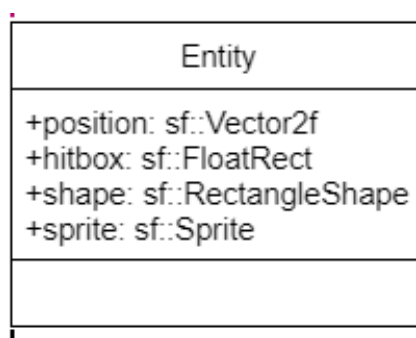 Entity
+position: sf::Vector2f
+hitbox: sf::FloatRect
+shape: sf::RectangleShape
+sprite: sf::Sprite